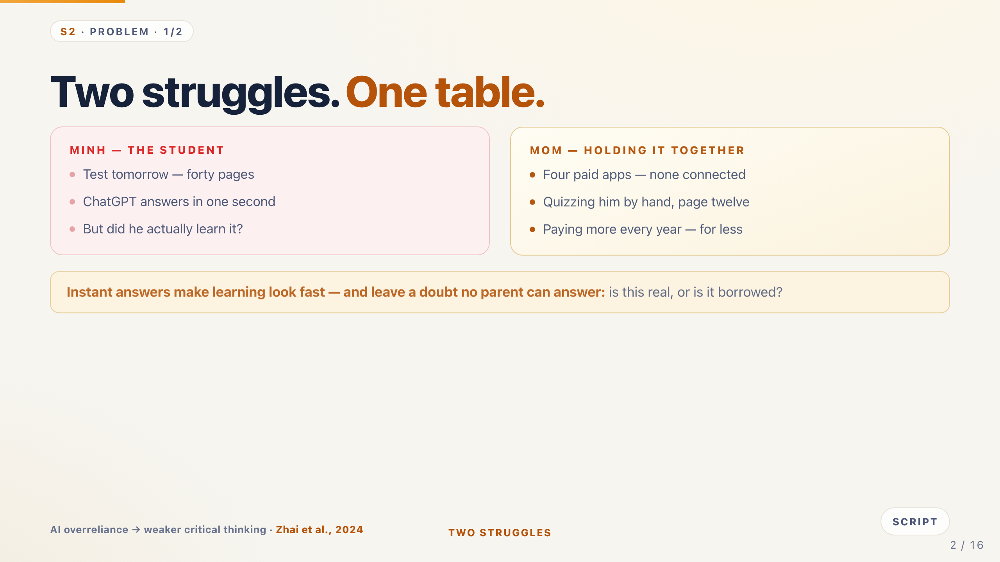 S2 · PROBLEM · 1/2
Two struggles. One table.
MINH — THE STUDENT
Test tomorrow — forty pages
ChatGPT answers in one second
But did he actually learn it?
MOM — HOLDING IT TOGETHER
Four paid apps — none connected
Quizzing him by hand, page twelve
Paying more every year — for less
Instant answers make learning look fast — and leave a doubt no parent can answer: is this real, or is it borrowed?
AI overreliance → weaker critical thinking · Zhai et al., 2024
TWO STRUGGLES
SCRIPT
2 / 16